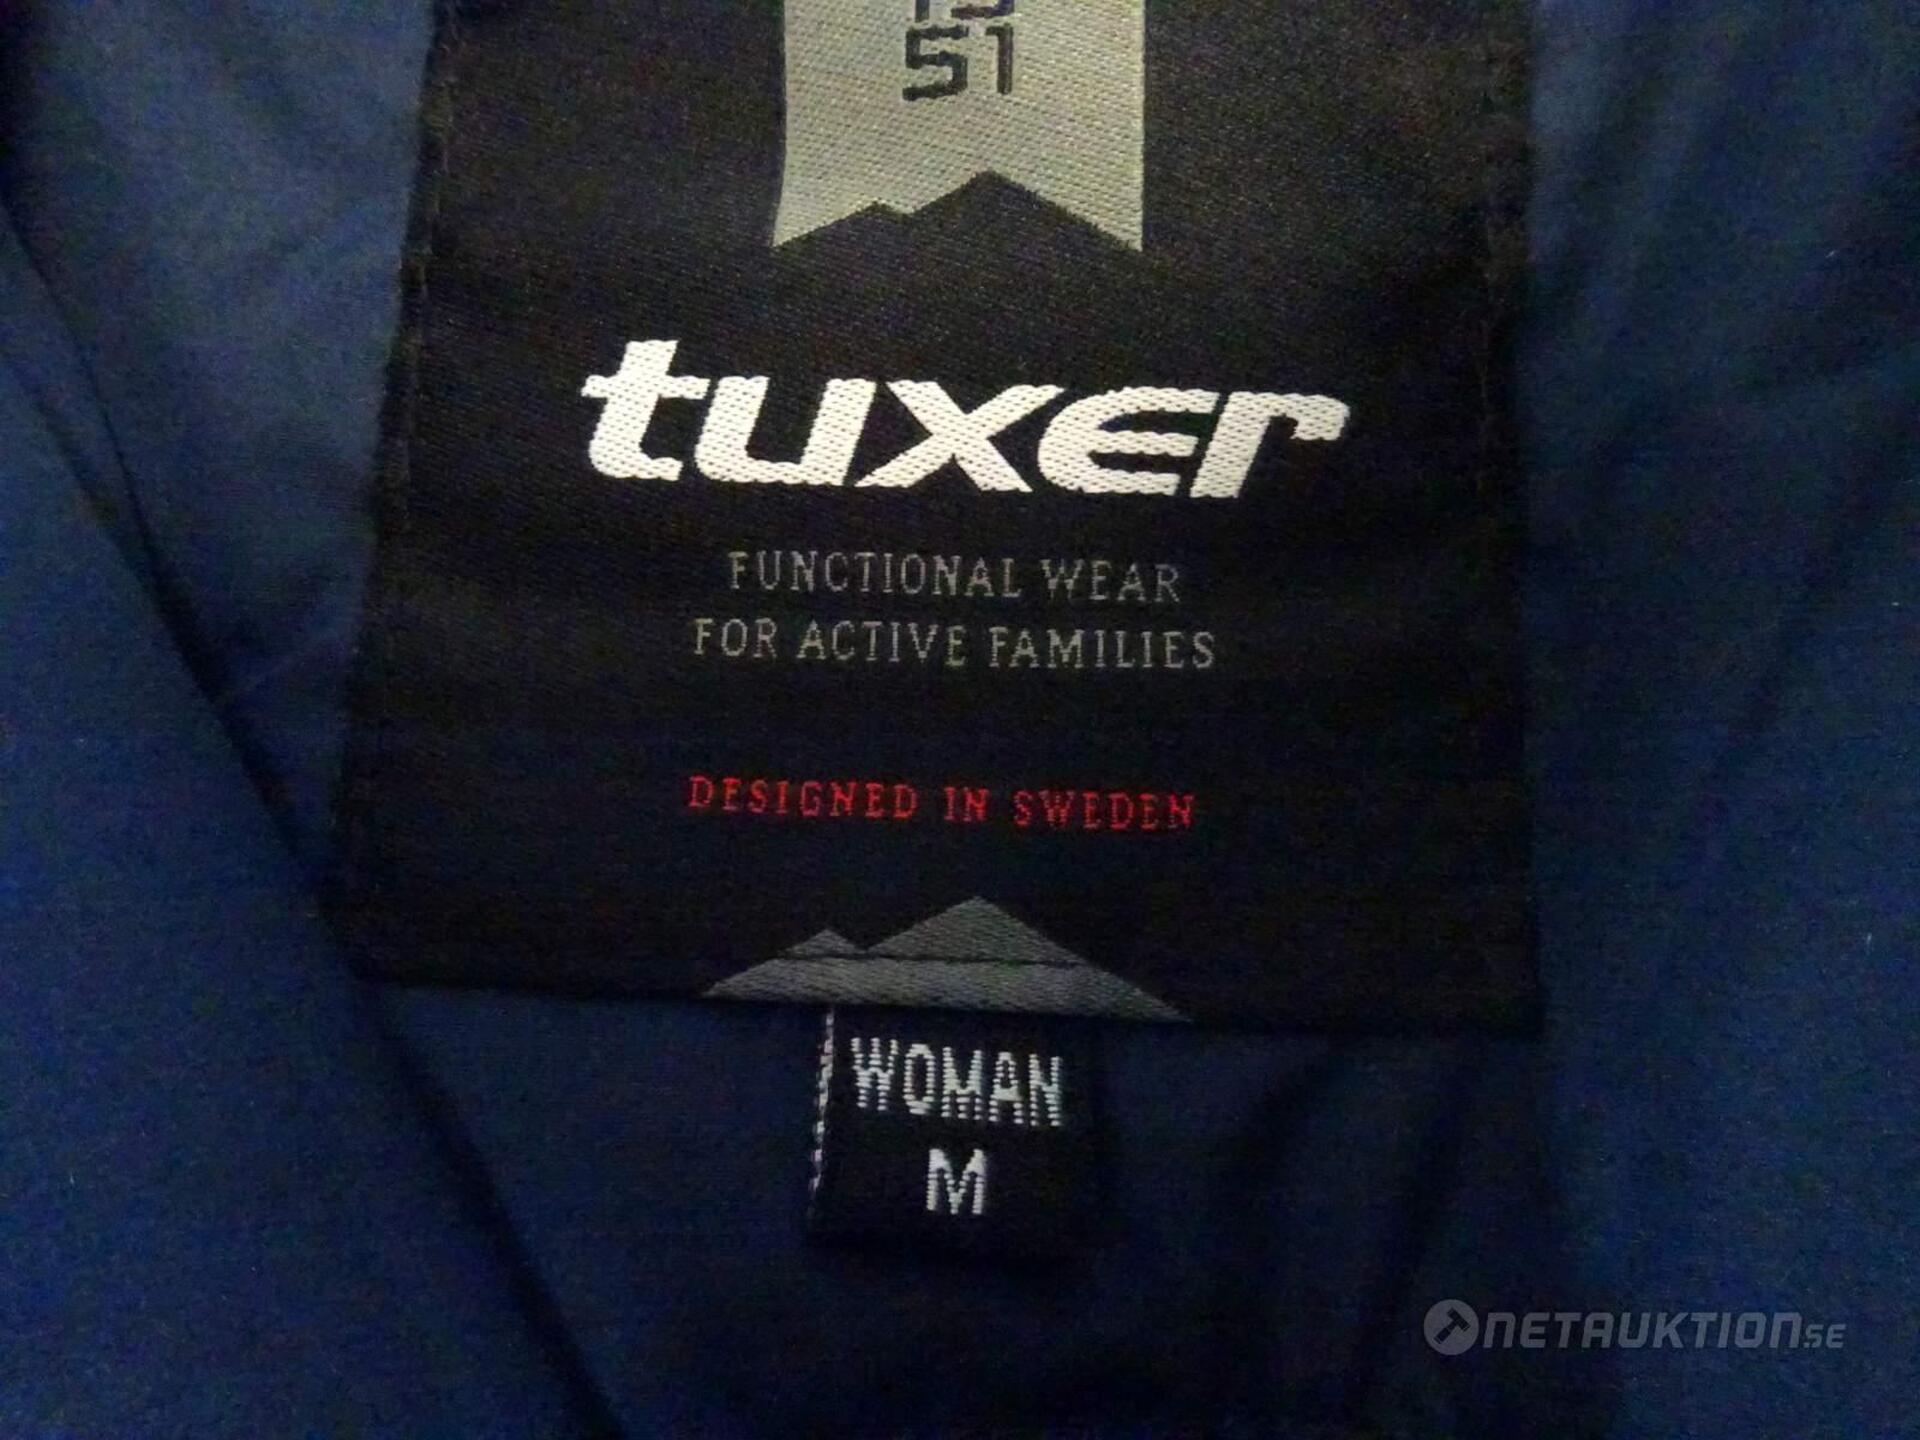 51
tuxer
FUNCTIONAL WEAR
FOR ACTIVE FAMILIES
DESIGNED IN SWEDEN
WOMAN
M
NETAUKTION.SE